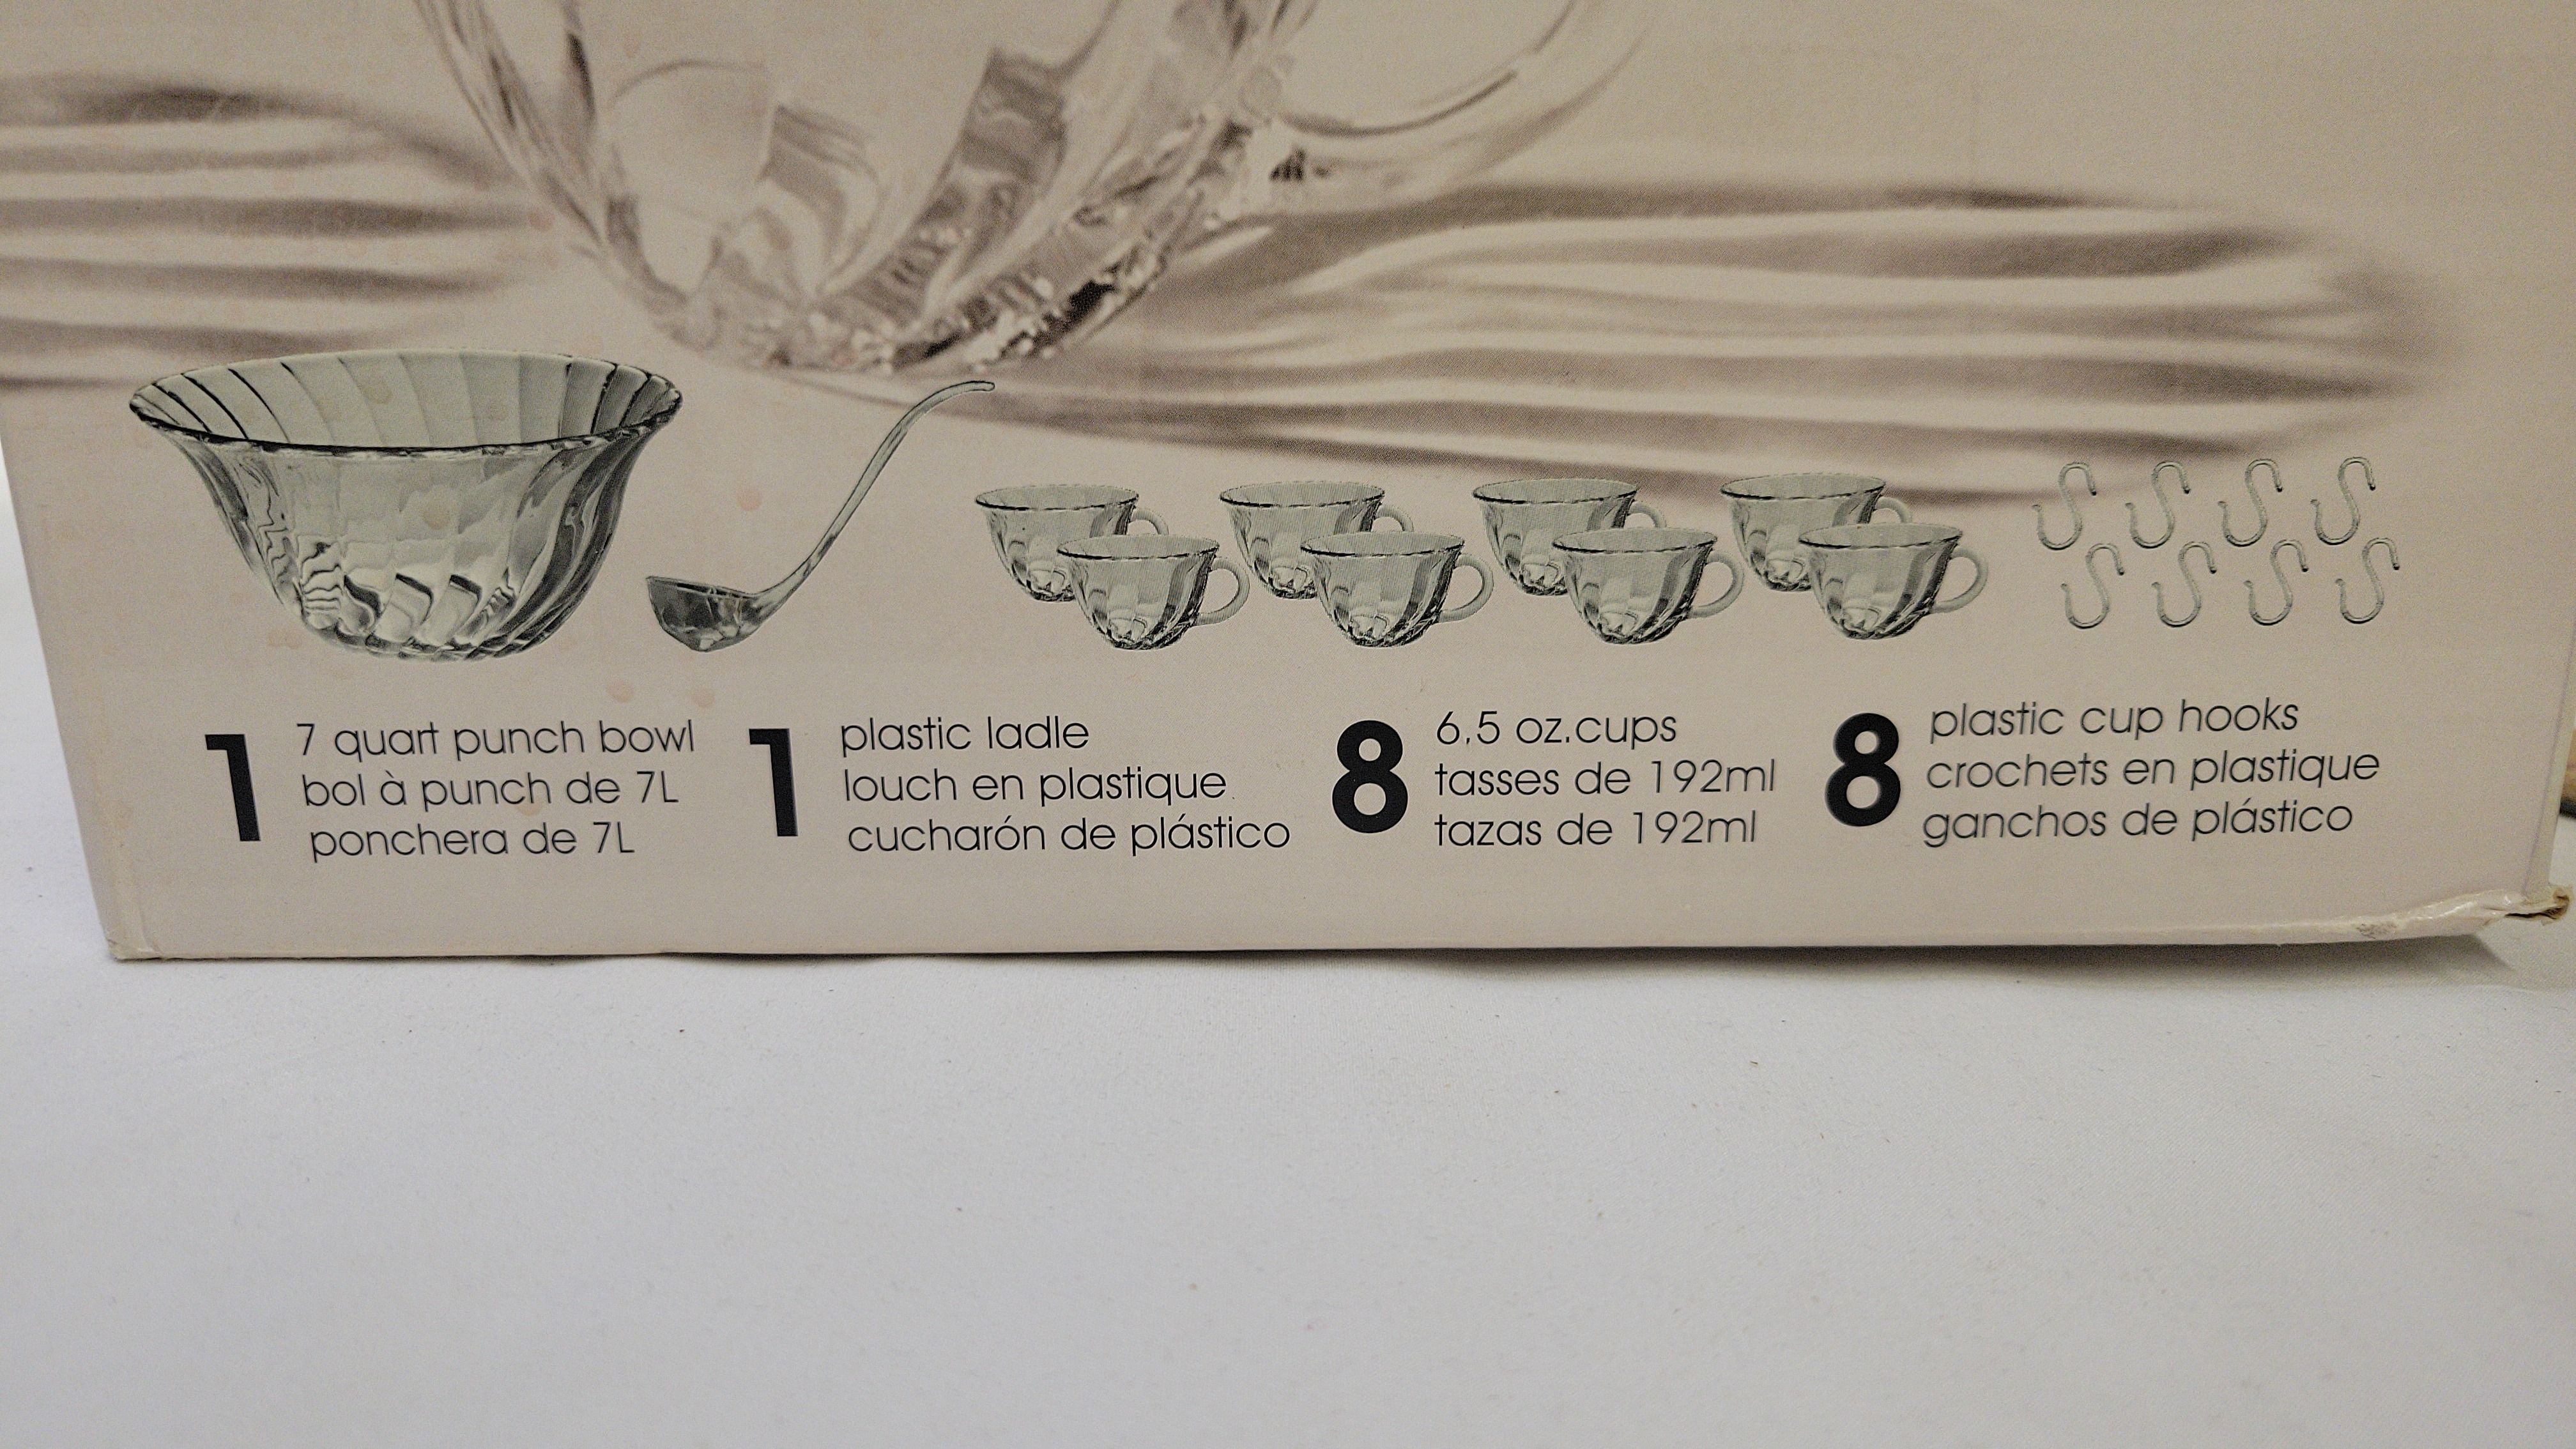 1
7 quart punch bowl
bol à punch de 7L
ponchera de 7L
1
plastic ladle
louch en plastique
cucharón de plástico
8
6.5 oz.cups
tasses de 192ml
tazas de 192ml
8
plastic cup hooks
crochets en plastique
ganchos de plástico